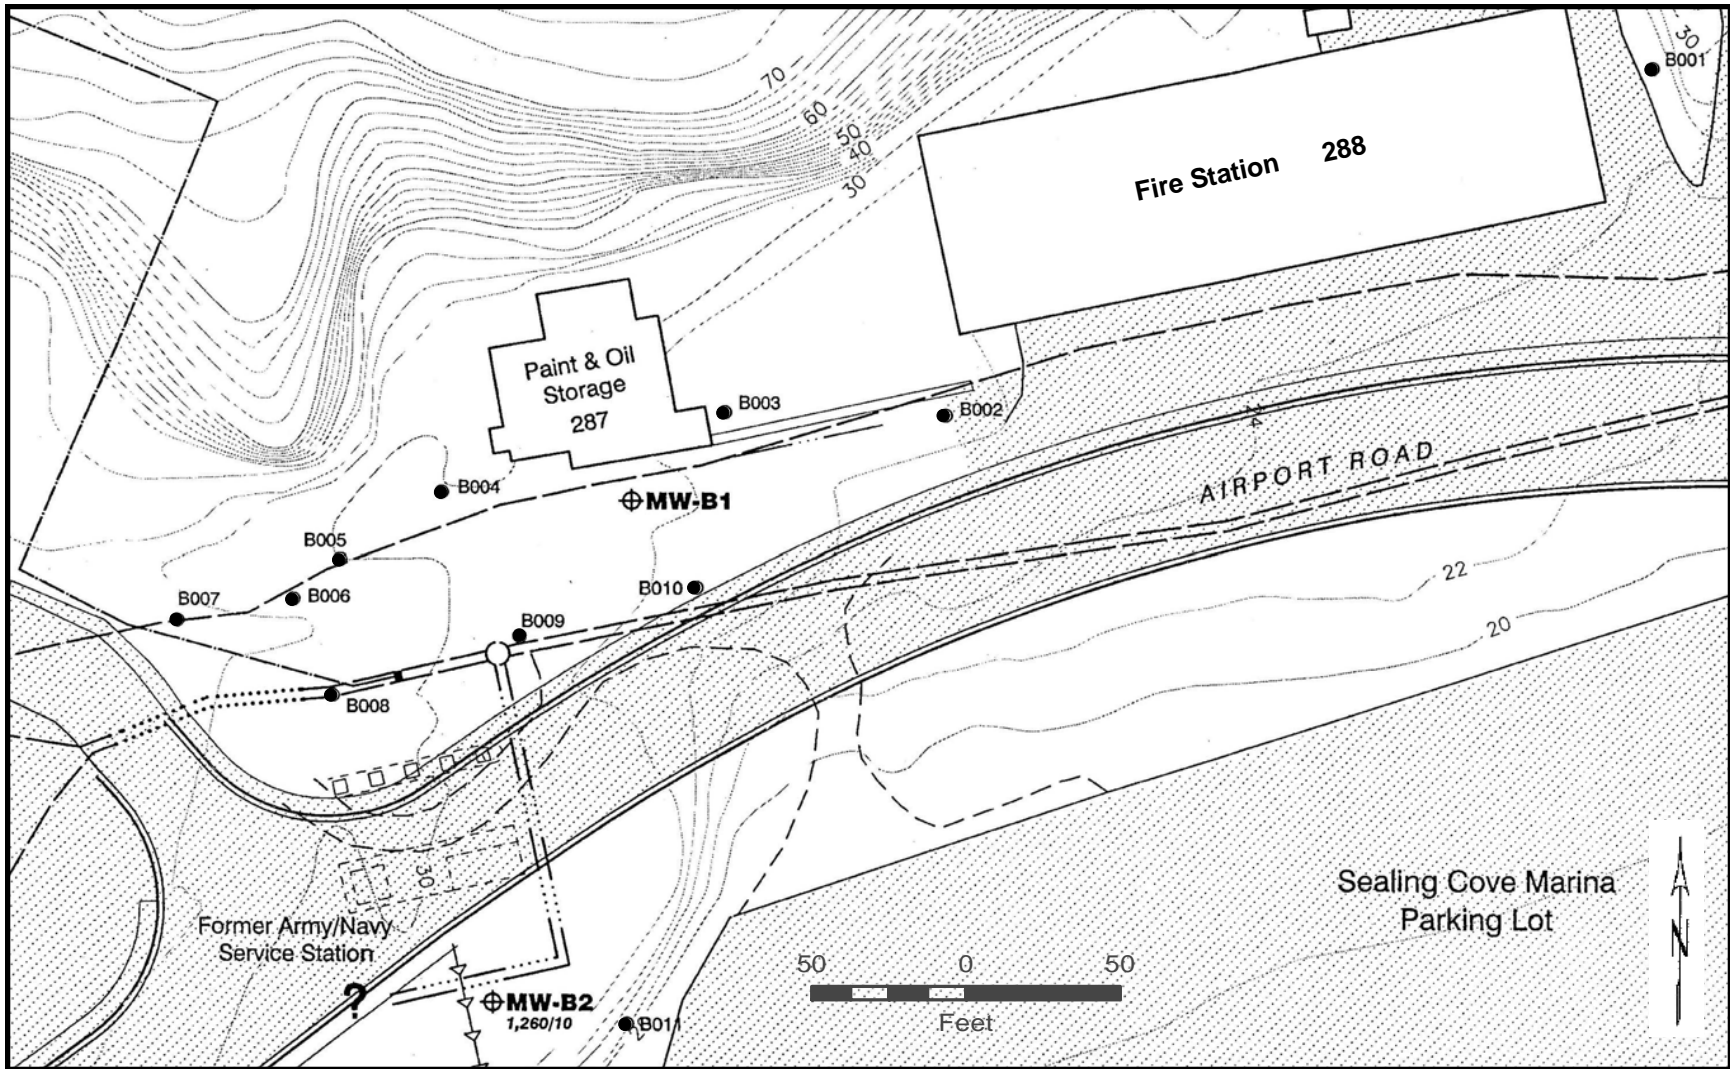 30
B001
70
60
50
40
30
Fire Station 288
Paint & Oil
Storage
287
B003
B002
24
AIRPORT ROAD
B004
MW-B1
B005
B006
B007
B010
B009
B008
22
20
30
Former Army/Navy
Service Station
?
Sealing Cove Marina
Parking Lot
N
50 0 50
Feet
MW-B2
1,260/10
B011